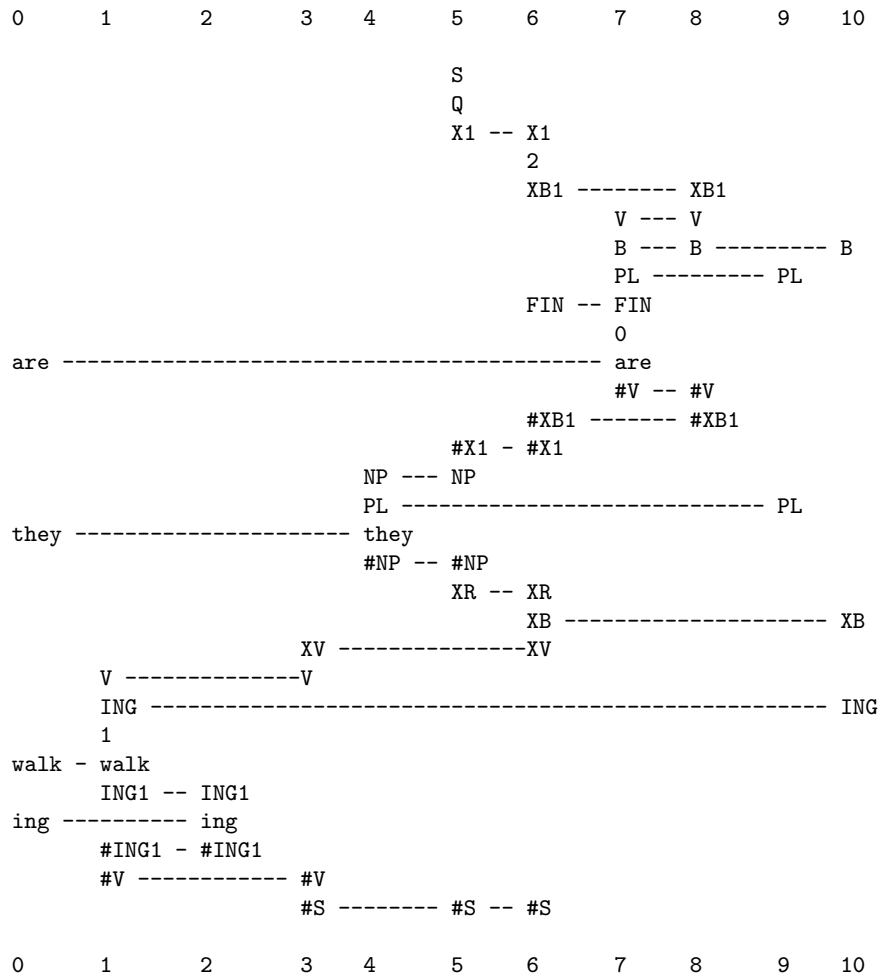 0 1 2 3 4 5 6 7 8 9 10
S
Q
X1 -- X1
2
XB1 -------- XB1
V --- V
B --- B --------- B
PL --------- PL
FIN -- FIN
0
are ------------------------------------------- are
#V -- #V
#XB1 ------- #XB1
#X1 - #X1
NP --- NP
PL ----------------------------- PL
they ---------------------- they
#NP -- #NP
XR -- XR
XB --------------------- XB
XV ---------------XV
V --------------V
ING ------------------------------------------------------ ING
1
walk - walk
ING1 -- ING1
ing ---------- ing
#ING1 - #ING1
#V ------------ #V
#S -------- #S -- #S
0 1 2 3 4 5 6 7 8 9 10